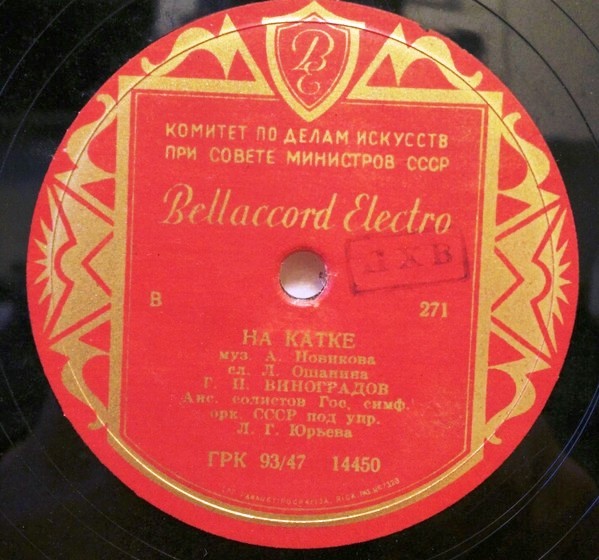 B
E
КОМИТЕТ ПО ДЕЛАМ ИСКУССТВ
ПРИ СОВЕТЕ МИНИСТРОВ СССР
Bellaccord Electro
ЛХВ
В 271
НА КАТКЕ
муз. А. Новикова
сл. Л. Ошанина
Г. П. ВИНОГРАДОВ
Анс. солистов Гос. симф.
орк. СССР под упр.
Л. Г. Юрьева
ГРК 93/47 14450